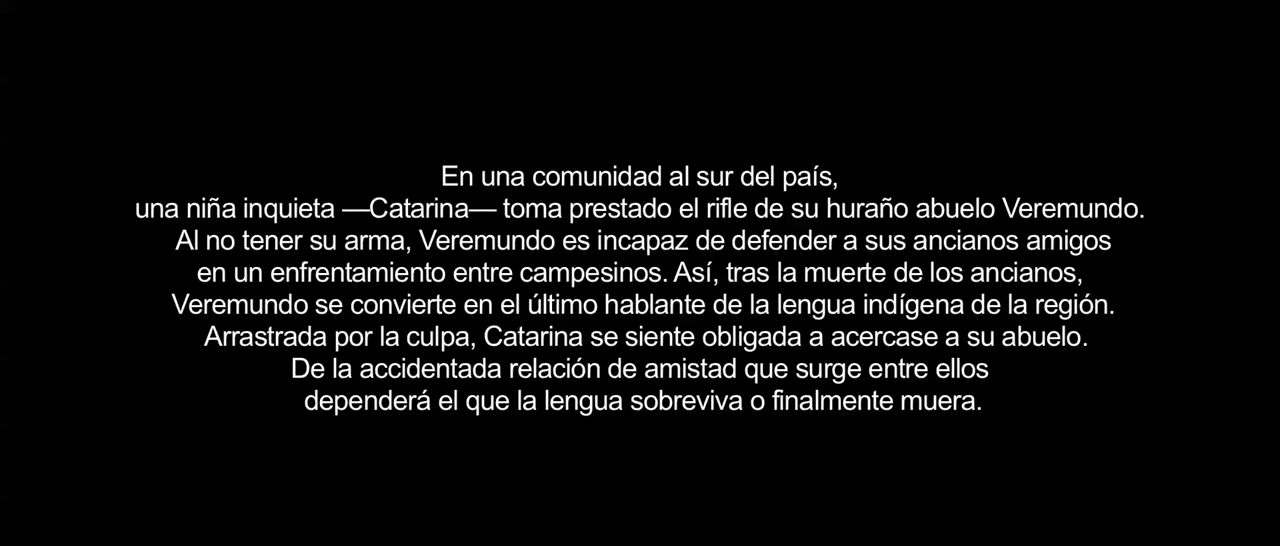 En una comunidad al sur del país,
una niña inquieta —Catarina— toma prestado el rifle de su huraño abuelo Veremundo.
Al no tener su arma, Veremundo es incapaz de defender a sus ancianos amigos
en un enfrentamiento entre campesinos. Así, tras la muerte de los ancianos,
Veremundo se convierte en el último hablante de la lengua indígena de la región.
Arrastrada por la culpa, Catarina se siente obligada a acercase a su abuelo.
De la accidentada relación de amistad que surge entre ellos
dependerá el que la lengua sobreviva o finalmente muera.